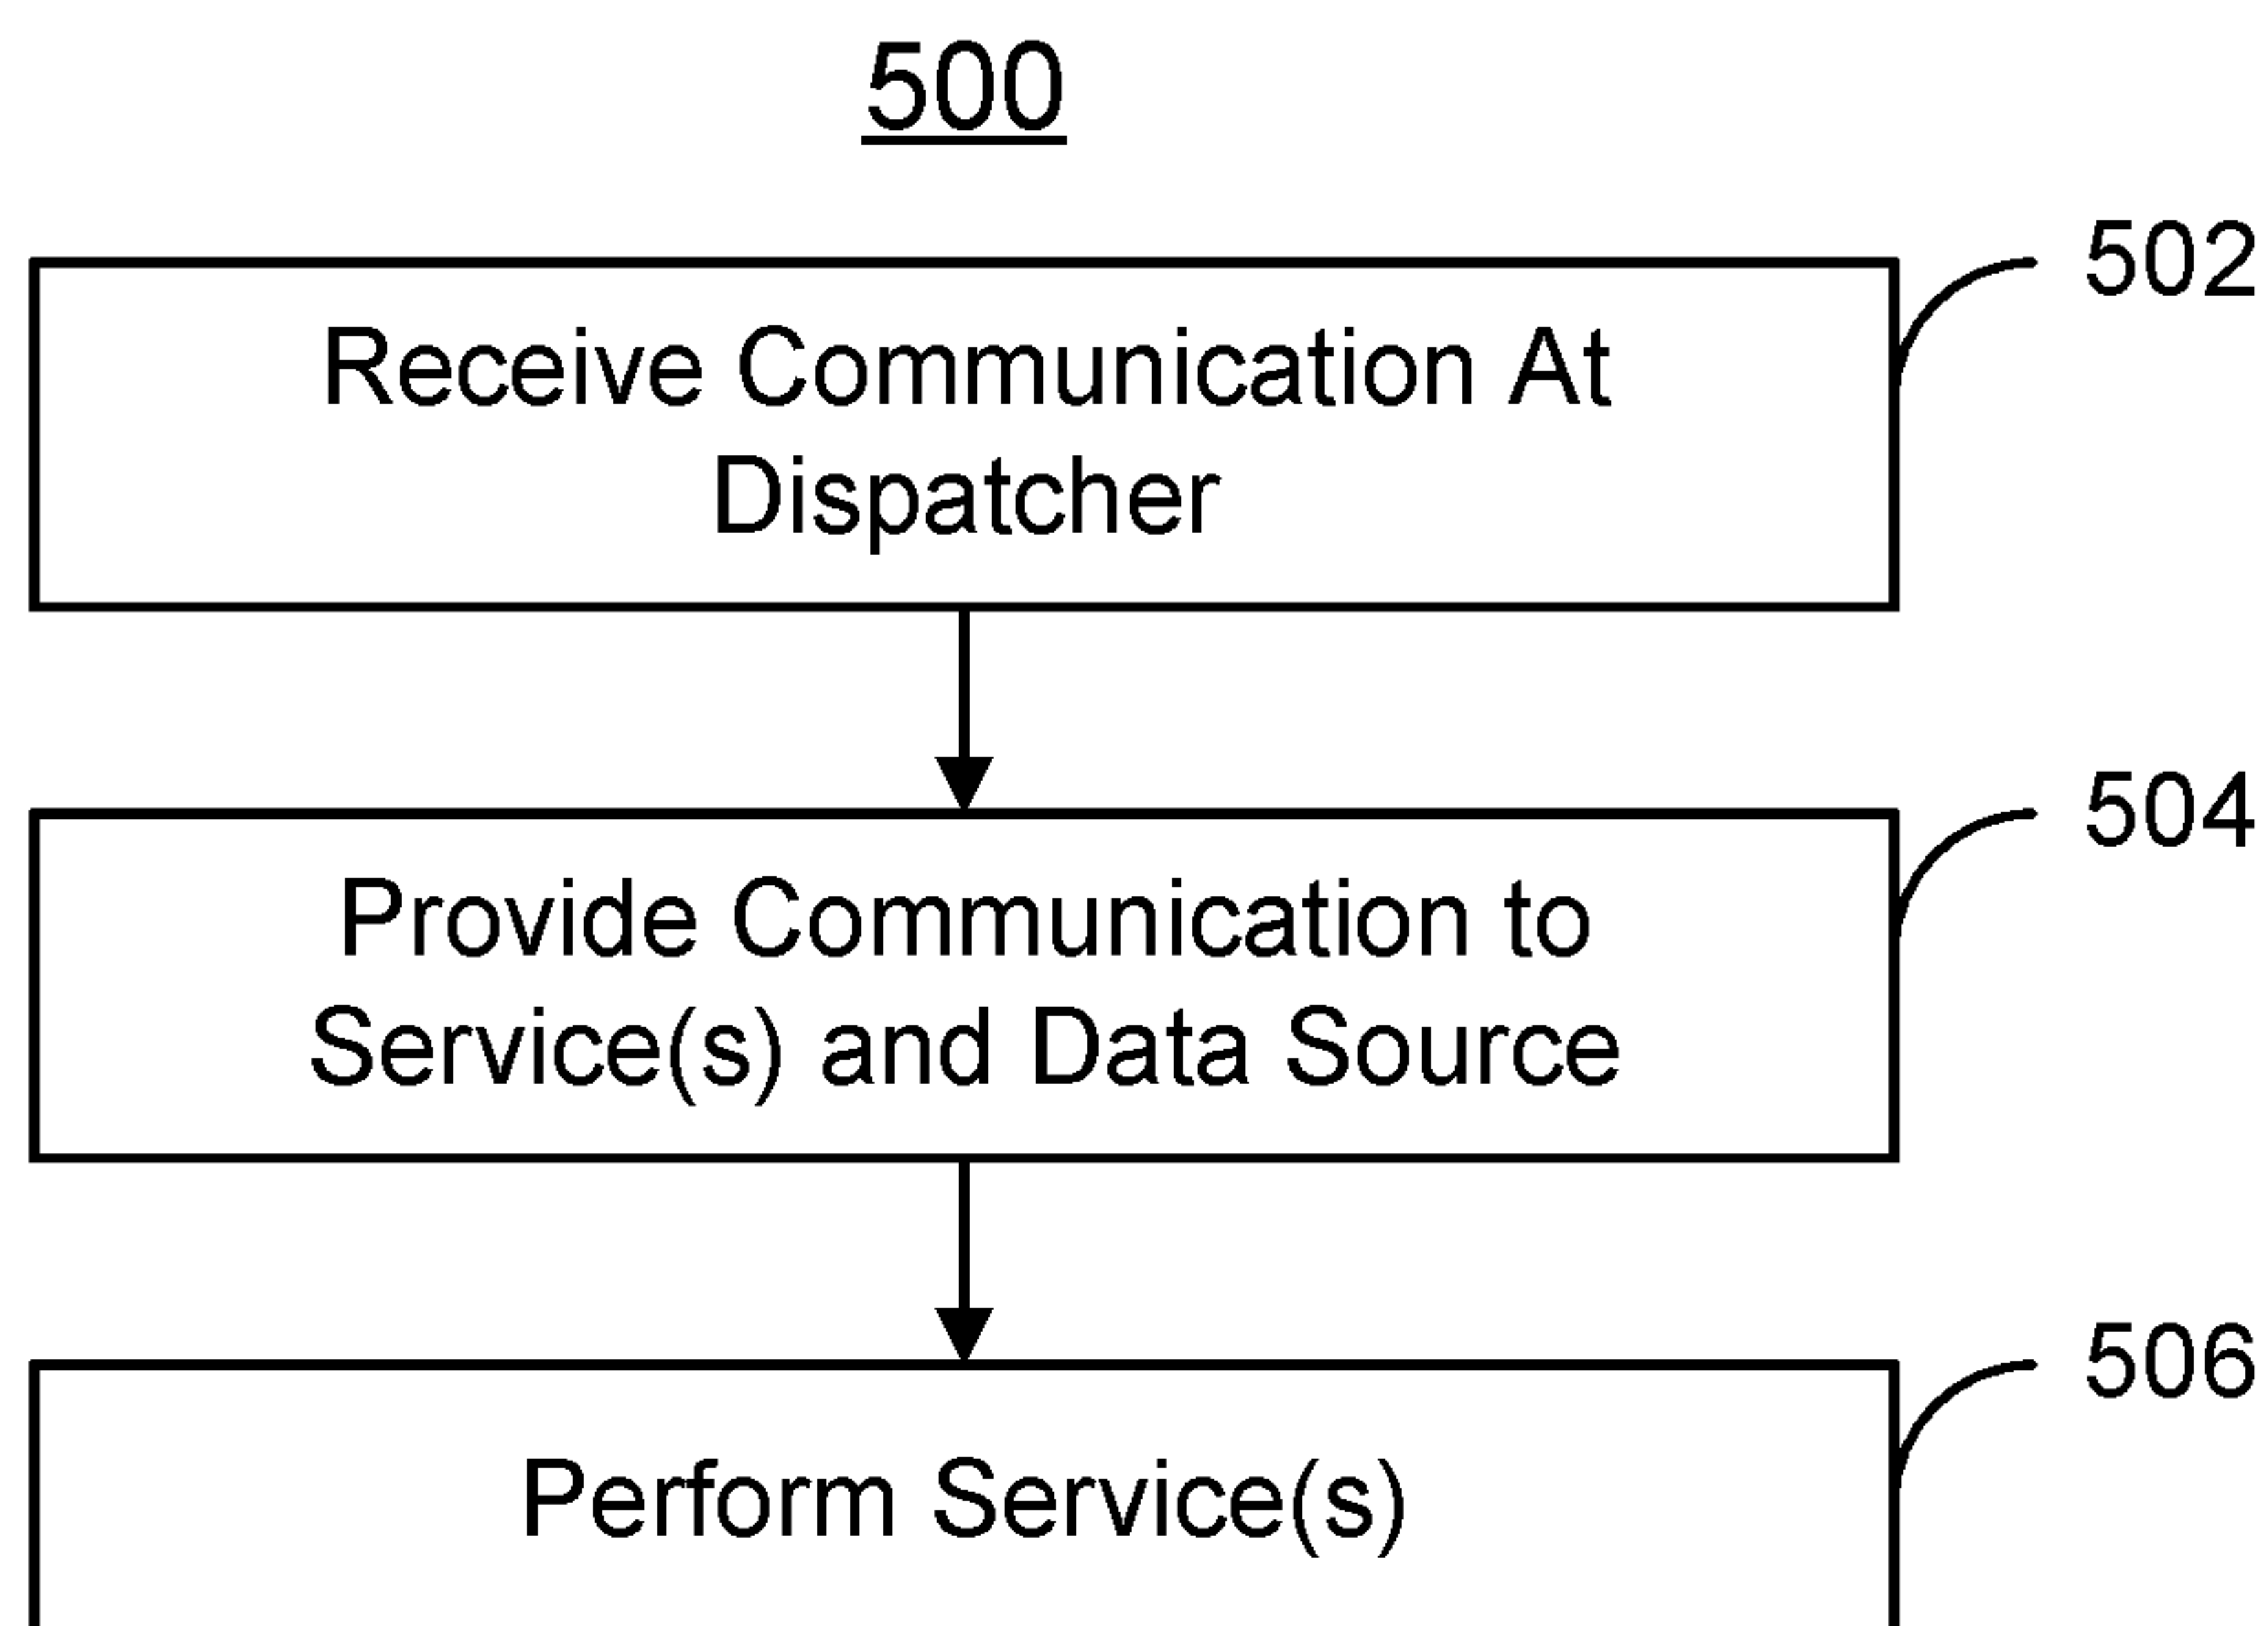 500
502
Receive Communication At
Dispatcher
504
Provide Communication to
Service(s) and Data Source
506
Perform Service(s)